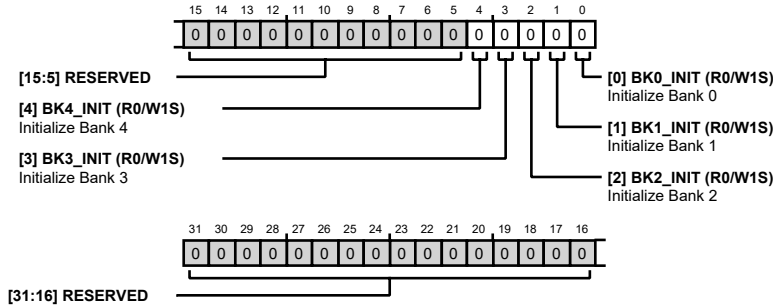 15 14 13 12 11 10 9 8 7 6 5 4 3 2 1 0
0 0 0 0 0 0 0 0 0 0 0 0 0 0 0 0
[15:5] RESERVED
[4] BK4_INIT (R0/W1S)
Initialize Bank 4
[3] BK3_INIT (R0/W1S)
Initialize Bank 3
[0] BK0_INIT (R0/W1S)
Initialize Bank 0
[1] BK1_INIT (R0/W1S)
Initialize Bank 1
[2] BK2_INIT (R0/W1S)
Initialize Bank 2
31 30 29 28 27 26 25 24 23 22 21 20 19 18 17 16
0 0 0 0 0 0 0 0 0 0 0 0 0 0 0 0
[31:16] RESERVED